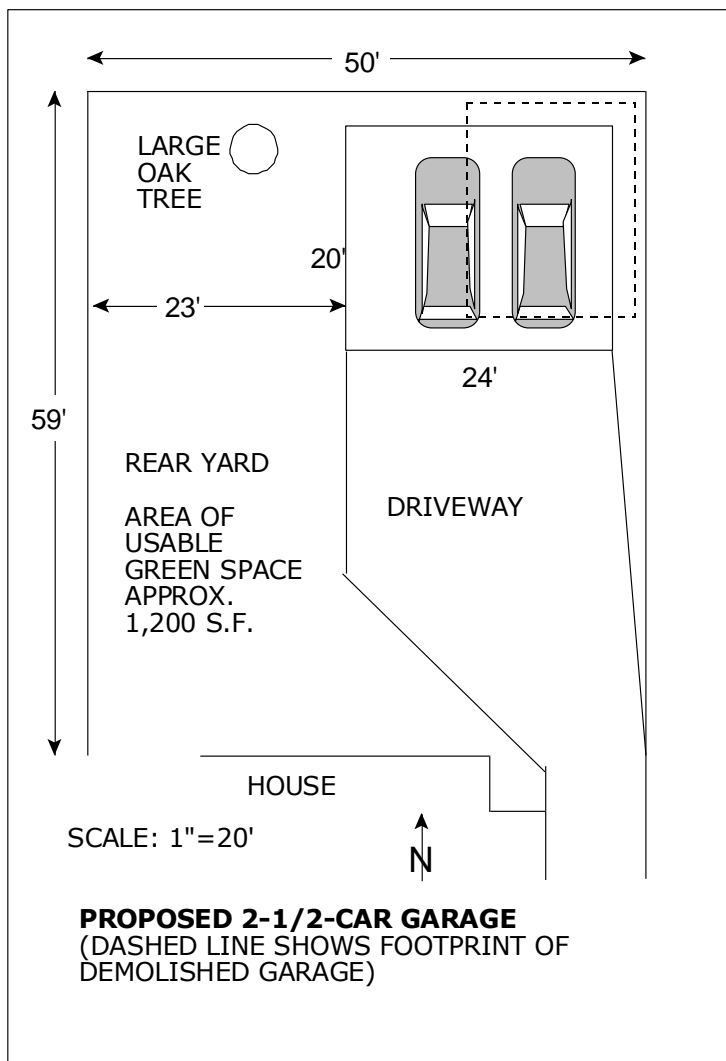 50'
LARGE
OAK
TREE
20'
23'
24'
59'
REAR YARD
DRIVEWAY
AREA OF
USABLE
GREEN SPACE
APPROX.
1,200 S.F.
HOUSE
SCALE: 1"=20'
N
PROPOSED 2-1/2-CAR GARAGE
(DASHED LINE SHOWS FOOTPRINT OF
DEMOLISHED GARAGE)